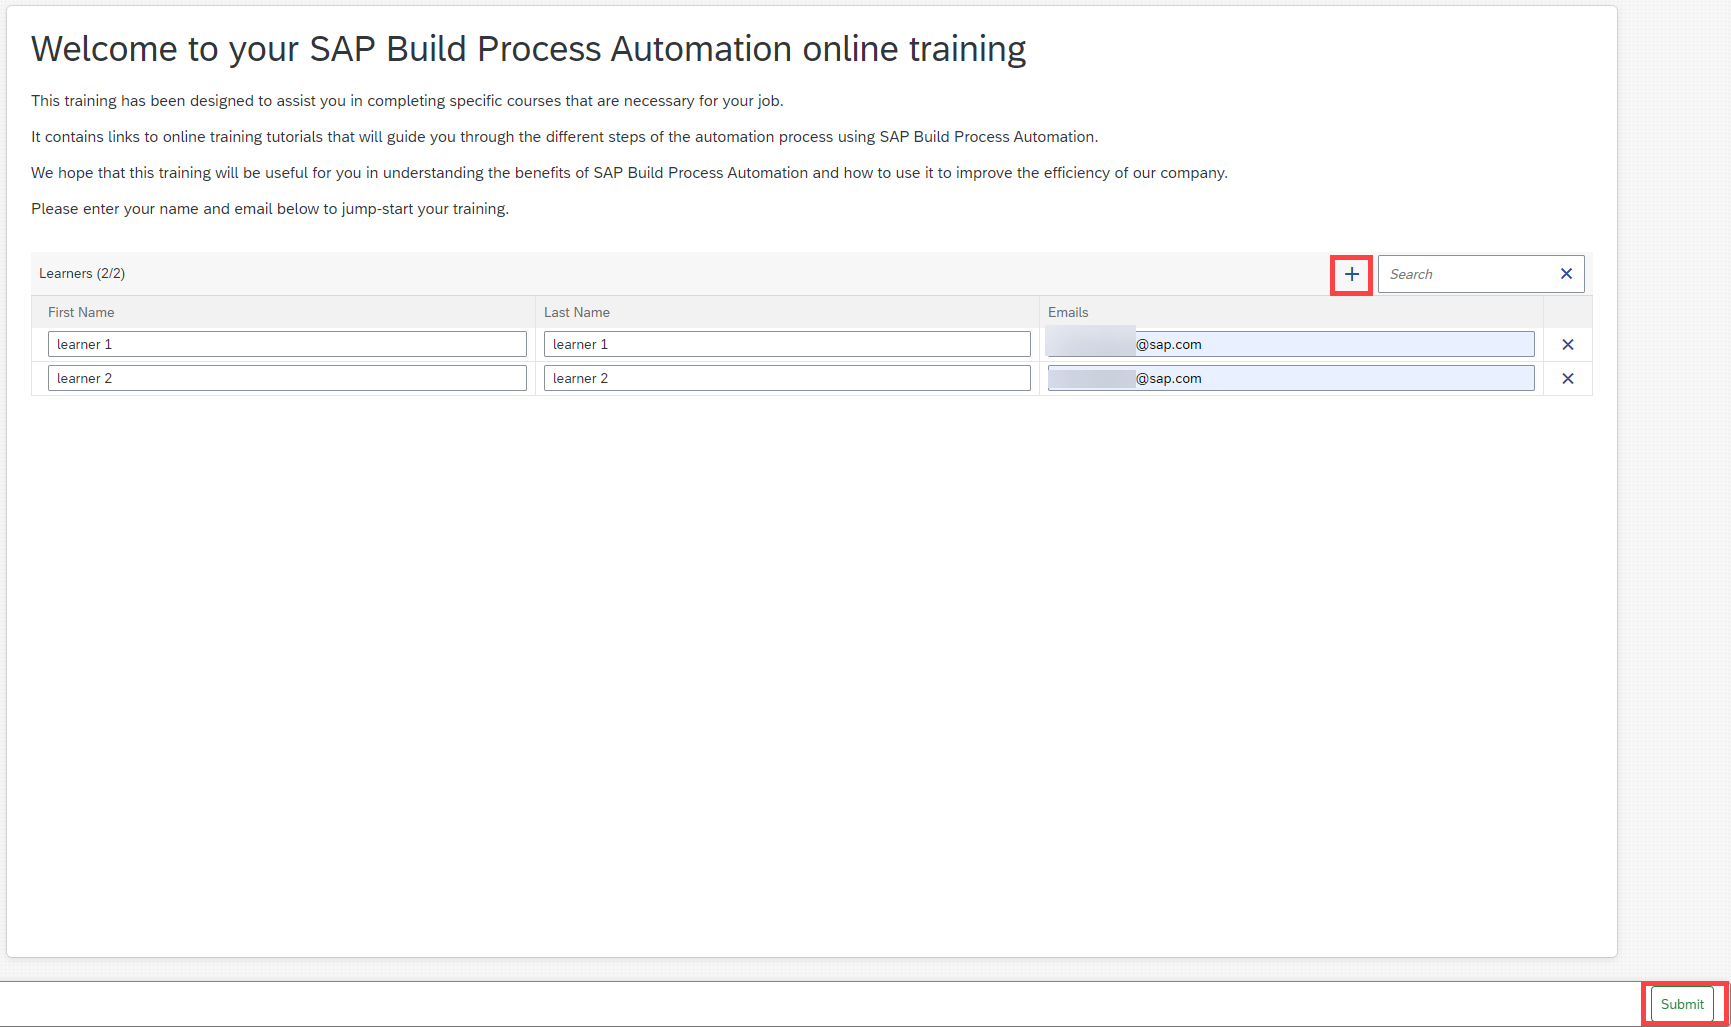 Welcome to your SAP Build Process Automation online training
This training has been designed to assist you in completing specific courses that are necessary for your job.
It contains links to online training tutorials that will guide you through the different steps of the automation process using SAP Build Process Automation.
We hope that this training will be useful for you in understanding the benefits of SAP Build Process Automation and how to use it to improve the efficiency of our company.
Please enter your name and email below to jump-start your training.
Learners (2/2) Search
First Name Last Name Emails
learner 1 learner 1 @sap.com
learner 2 learner 2 @sap.com
Submit